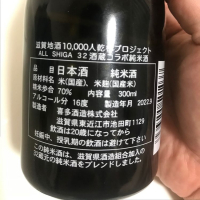 滋賀地酒10,000人乾杯プロジェクト
ALL SHIGA 32酒蔵コラボ純米酒
日本酒 純米酒
原材料名 米(国産)、米麹(国産米)
精米歩合 70% 内容量 300ml
アルコール分 16度 製造年月 2022.9
製造者 喜多酒造株式会社
滋賀県東近江市池田町1129
飲酒は20歳になってから
妊娠中、授乳期の飲酒は避けて下さい
この純米酒は、滋賀県酒造組合加入の
蔵元の純米酒をブレンドしました。